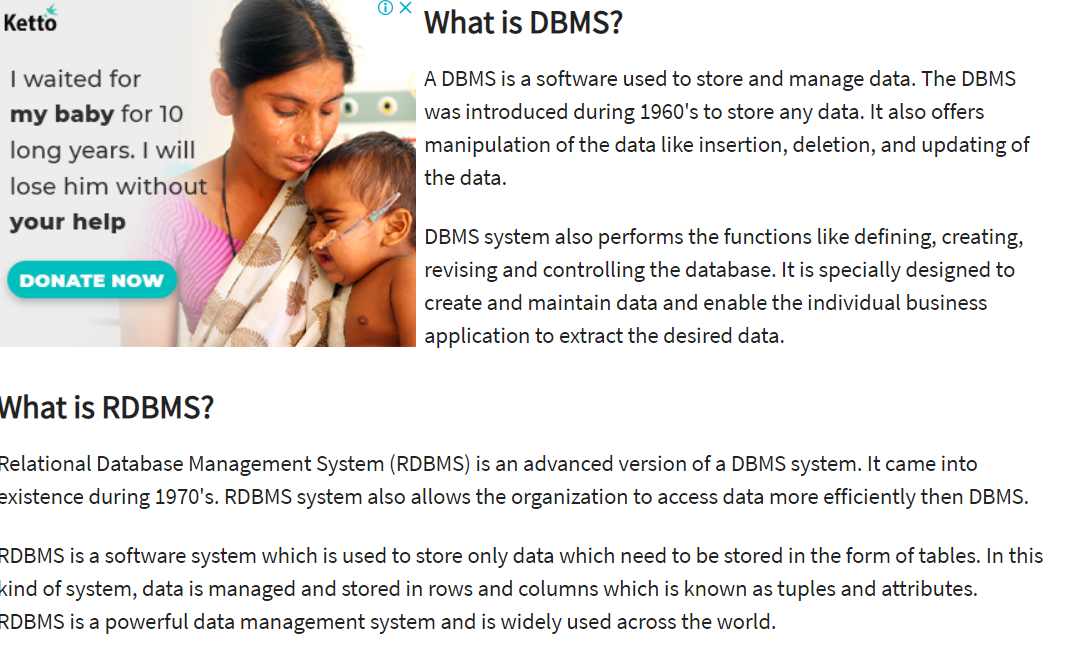 Ketto
I waited for
my baby for 10
long years. I will
lose him without
your help
DONATE NOW
What is DBMS?
A DBMS is a software used to store and manage data. The DBMS
was introduced during 1960's to store any data. It also offers
manipulation of the data like insertion, deletion, and updating of
the data.
DBMS system also performs the functions like defining, creating,
revising and controlling the database. It is specially designed to
create and maintain data and enable the individual business
application to extract the desired data.
What is RDBMS?
Relational Database Management System (RDBMS) is an advanced version of a DBMS system. It came into
existence during 1970's. RDBMS system also allows the organization to access data more efficiently then DBMS.
RDBMS is a software system which is used to store only data which need to be stored in the form of tables. In this
kind of system, data is managed and stored in rows and columns which is known as tuples and attributes.
RDBMS is a powerful data management system and is widely used across the world.